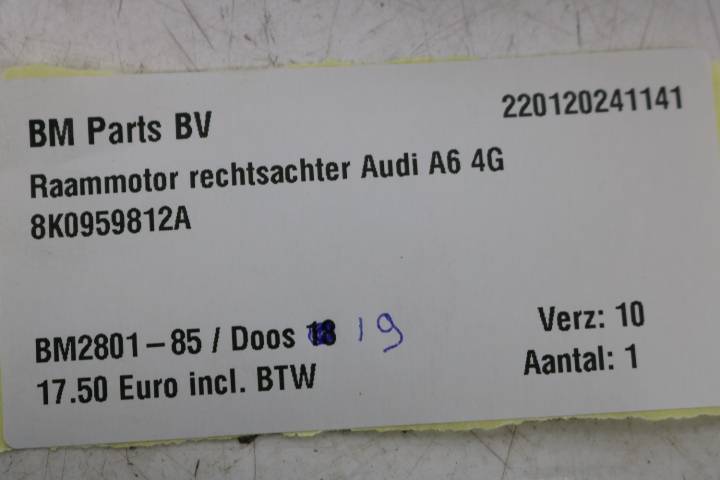 BM Parts BV 220120241141
Raammotor rechtsachter Audi A6 4G
8K0959812A
BM2801-85 / Doos 18 19 Verz: 10
17.50 Euro incl. BTW Aantal: 1